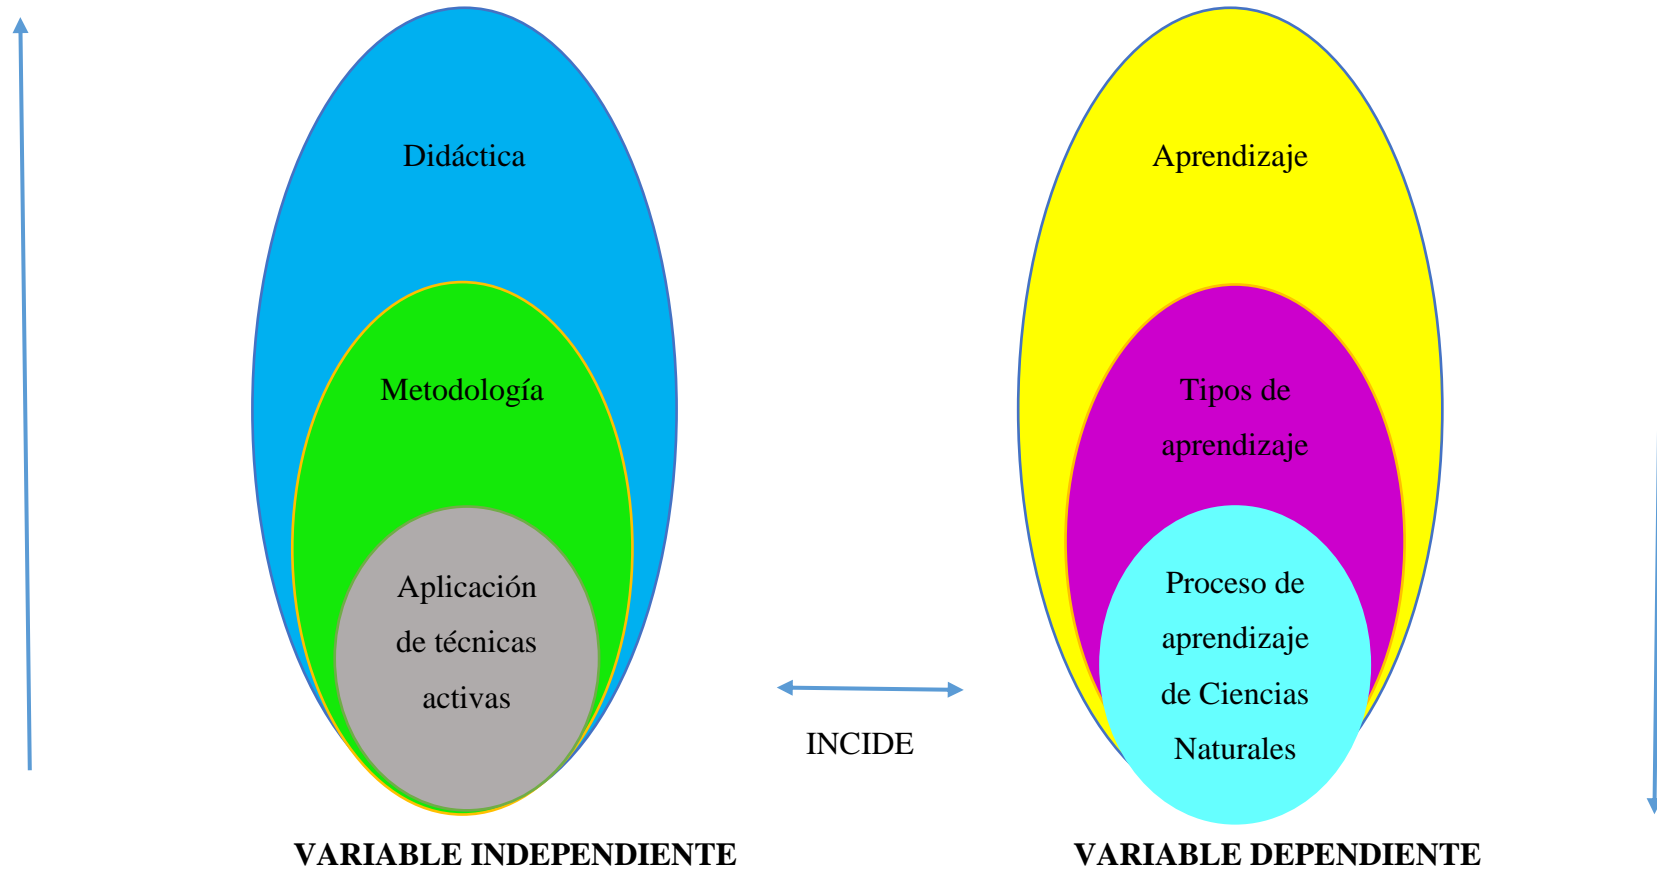 Didáctica
Metodología
Aplicación
de técnicas
activas
INCIDE
Aprendizaje
Tipos de
aprendizaje
Proceso de
aprendizaje
de Ciencias
Naturales
VARIABLE INDEPENDIENTE
VARIABLE DEPENDIENTE